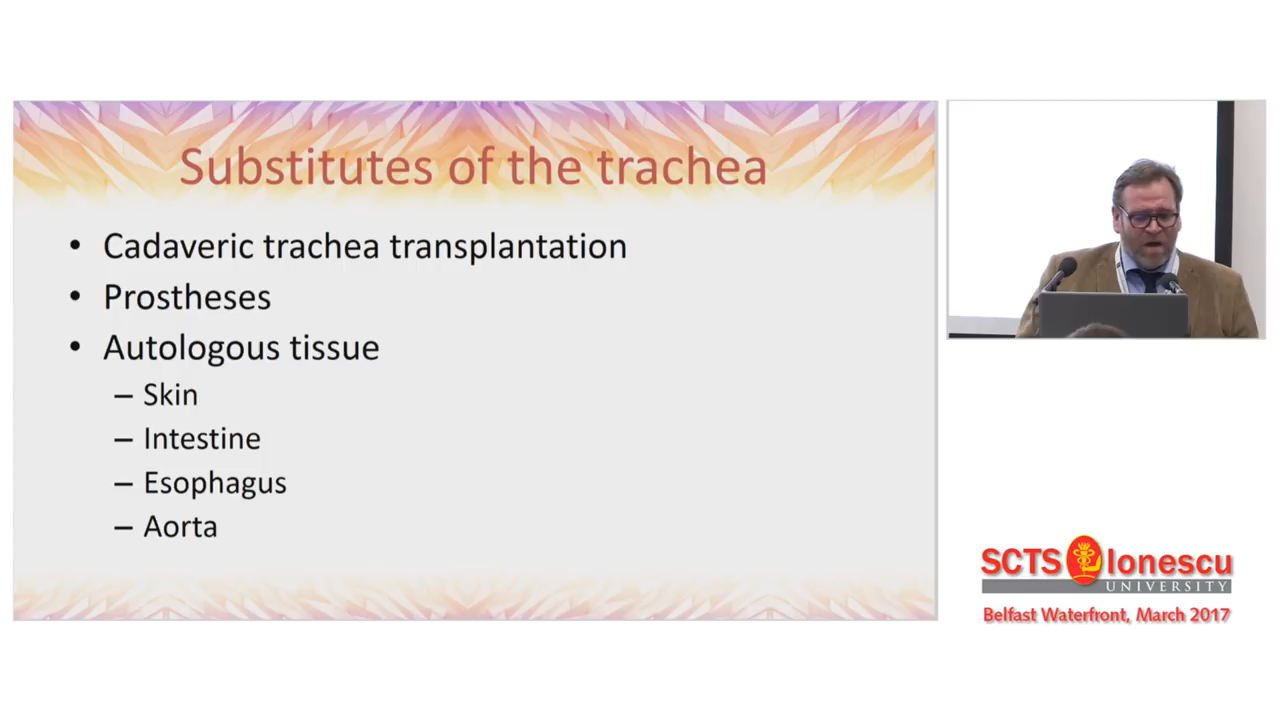 Substitutes of the trachea
• Cadaveric trachea transplantation
• Prostheses
• Autologous tissue
– Skin
– Intestine
– Esophagus
– Aorta
SCTS Ionescu
UNIVERSITY
Belfast Waterfront, March 2017